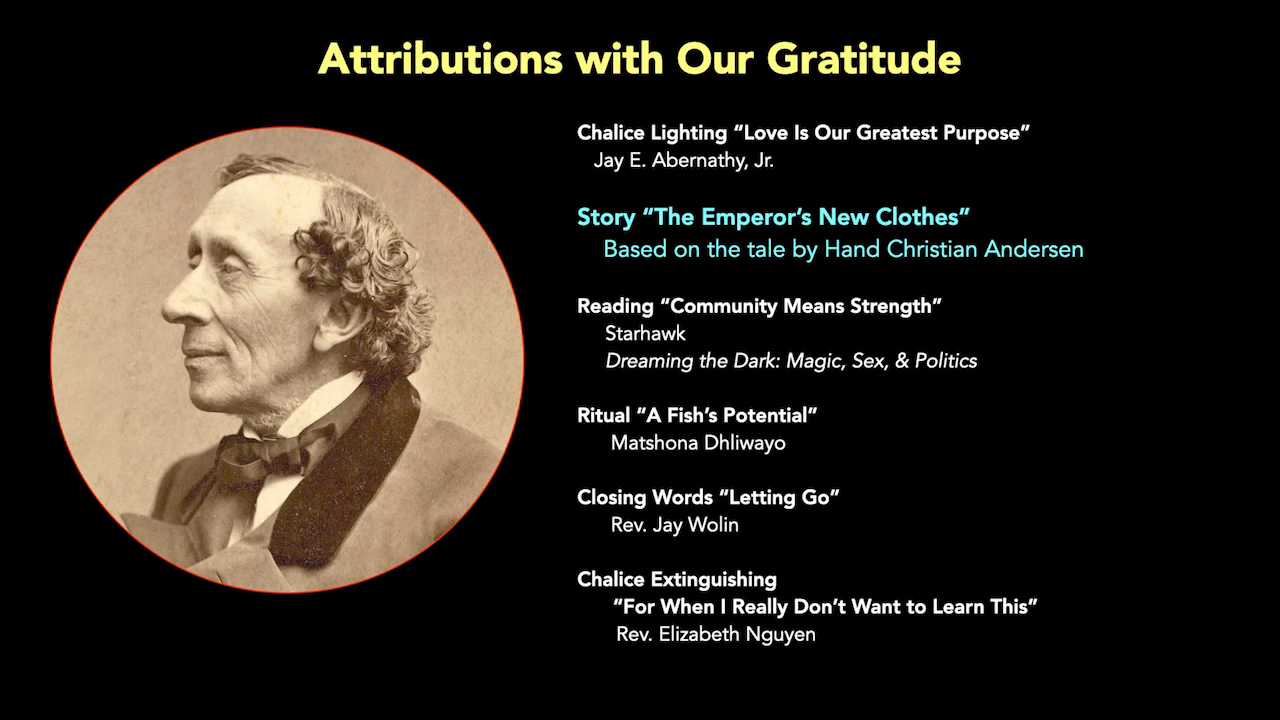 Attributions with Our Gratitude
Chalice Lighting “Love Is Our Greatest Purpose”
Jay E. Abernathy, Jr.
Story “The Emperor’s New Clothes”
Based on the tale by Hand Christian Andersen
Reading “Community Means Strength”
Starhawk
Dreaming the Dark: Magic, Sex, & Politics
Ritual “A Fish’s Potential”
Matshona Dhliwayo
Closing Words “Letting Go”
Rev. Jay Wolin
Chalice Extinguishing
“For When I Really Don’t Want to Learn This”
Rev. Elizabeth Nguyen